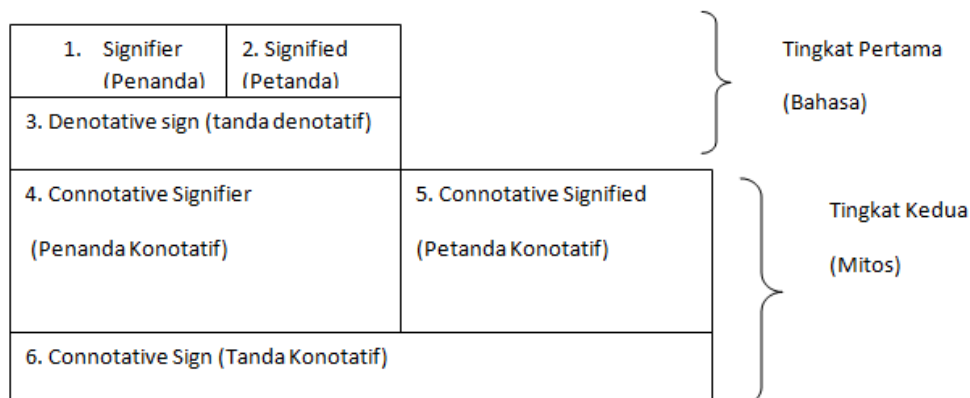 1. Signifier
(Penanda)
2. Signified
(Petanda)
3. Denotative sign (tanda denotatif)
Tingkat Pertama
(Bahasa)
4. Connotative Signifier
(Penanda Konotatif)
5. Connotative Signified
(Petanda Konotatif)
6. Connotative Sign (Tanda Konotatif)
Tingkat Kedua
(Mitos)